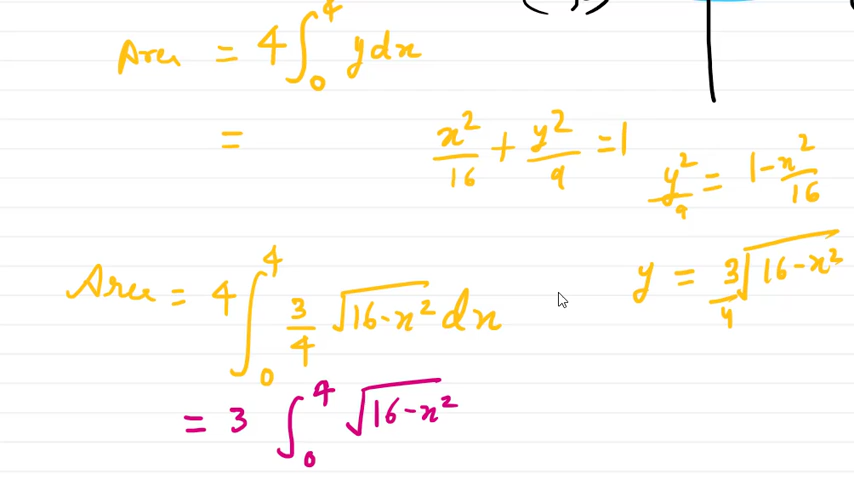 Area = 4∫₀⁴ y dx
= x²/16 + y²/9 = 1
y²/9 = 1 - x²/16
y = 3/4 √(16-x²)
Area = 4 ∫₀⁴ 3/4 √(16-x²) dx
= 3 ∫₀⁴ √(16-x²)